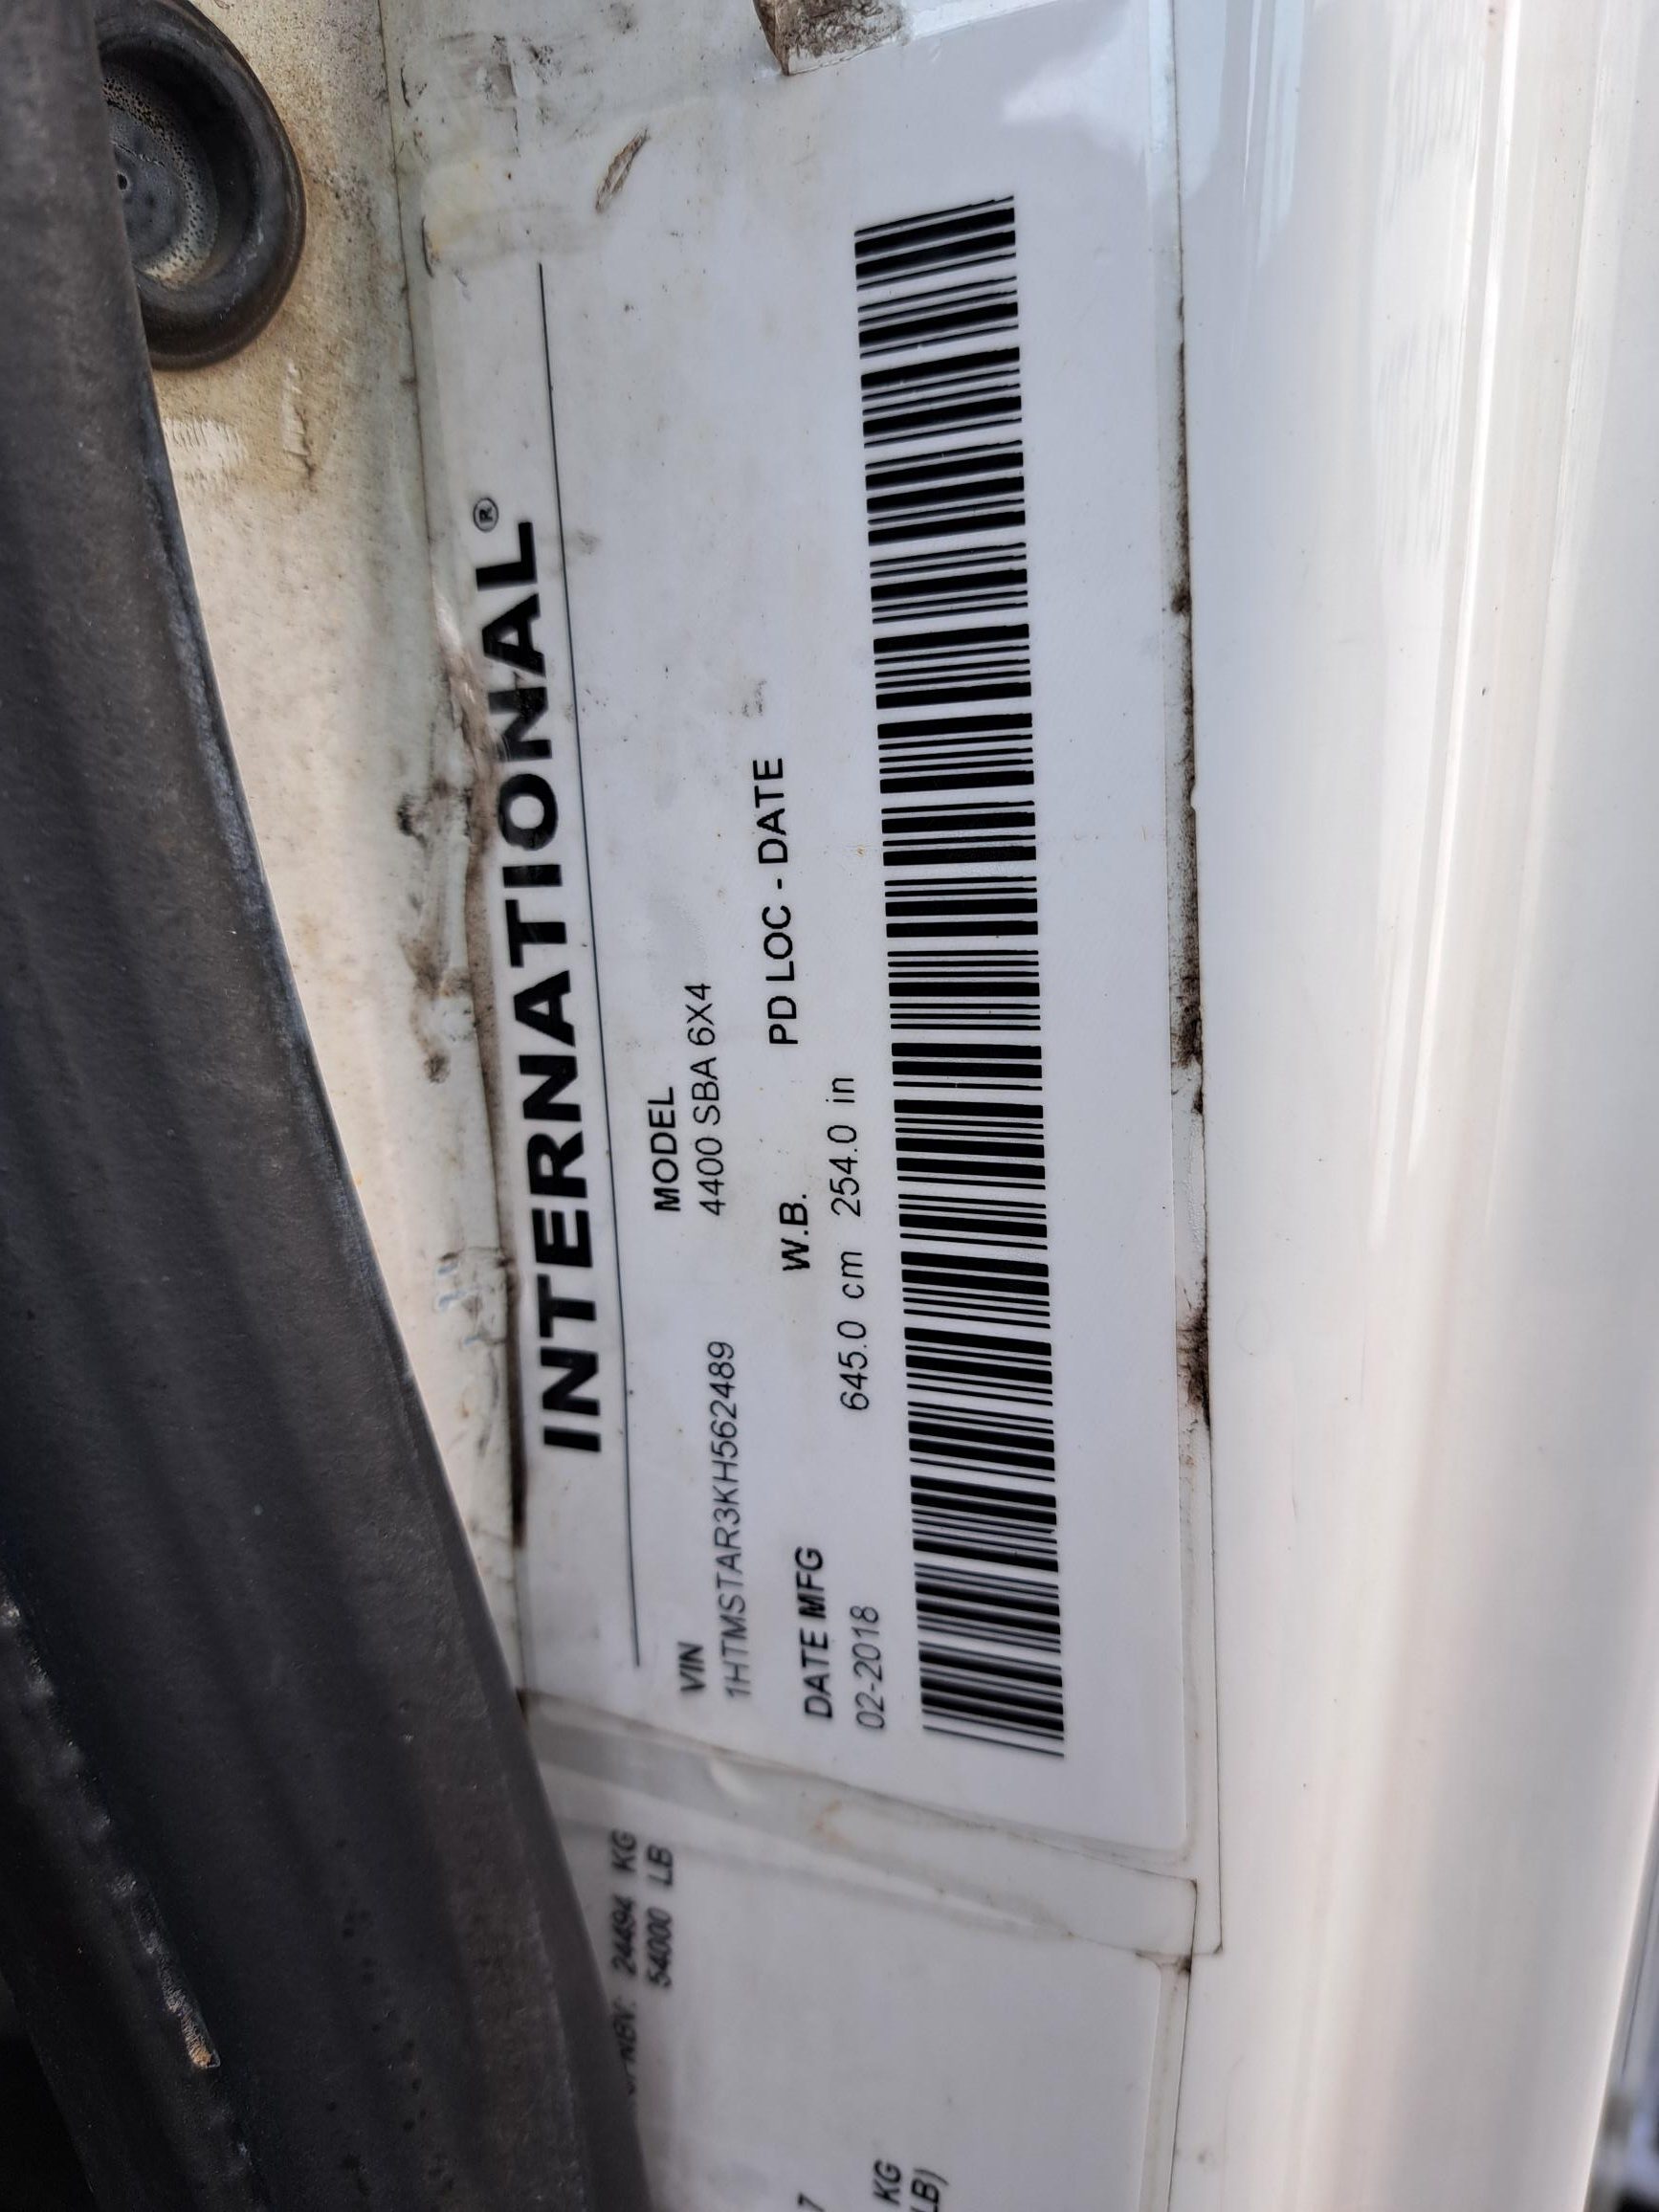 INTERNATIONAL®
VIN MODEL
1HTMSTAR3KH562489 4400 SBA 6X4
DATE MFG W.B. PD LOC - DATE
02-2018 645.0 cm 254.0 in
24494 KG
54000 LB
7
KG
LB)